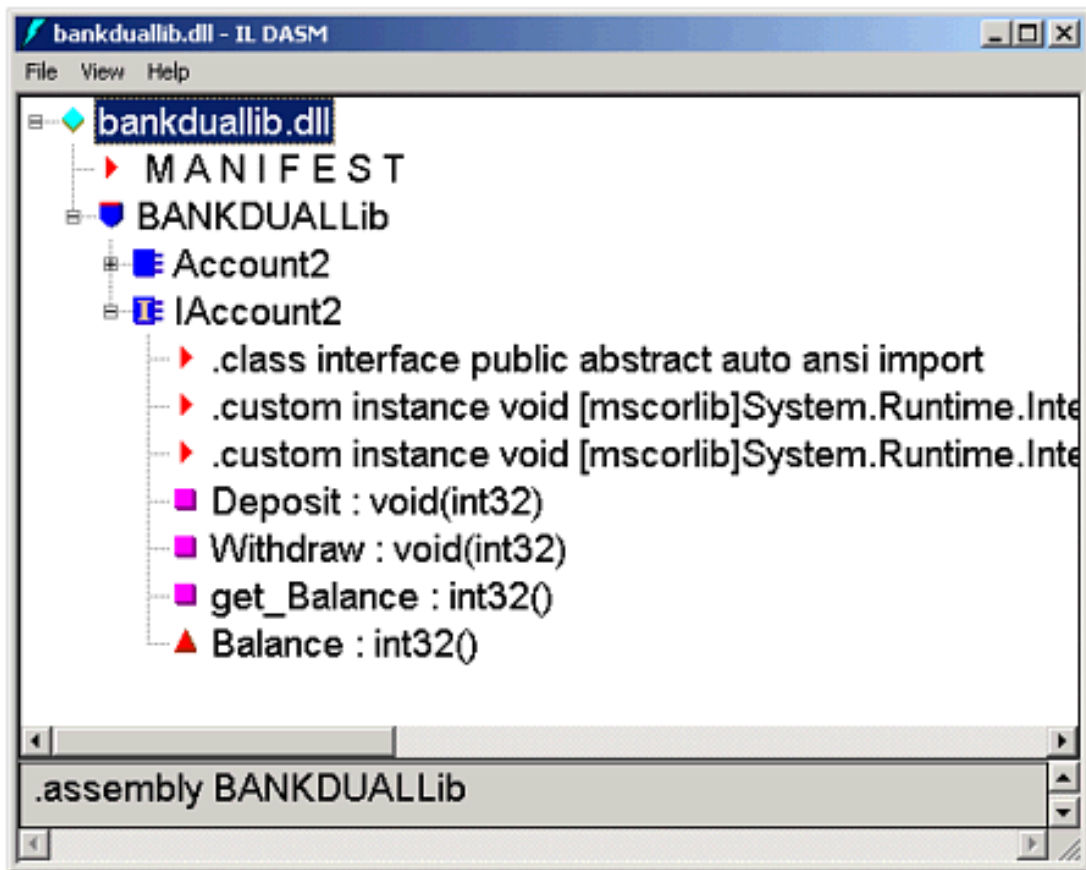 bankduallib.dll - IL DASM
File View Help
bankduallib.dll
M A N I F E S T
BANKDUALLib
Account2
IAccount2
.class interface public abstract auto ansi import
.custom instance void [mscorlib]System.Runtime.Inte
.custom instance void [mscorlib]System.Runtime.Inte
Deposit : void(int32)
Withdraw : void(int32)
get_Balance : int32()
Balance : int32()
.assembly BANKDUALLib